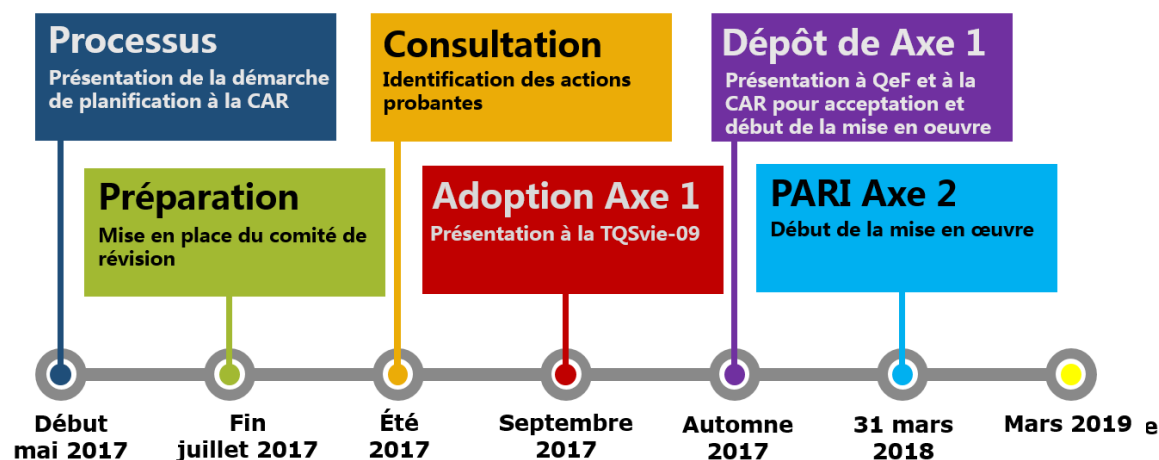 Processus
Présentation de la démarche
de planification à la CAR
Consultation
Identification des actions
probantes
Dépôt de Axe 1
Présentation à QeF et à la
CAR pour acceptation et
début de la mise en oeuvre
Préparation
Mise en place du comité de
révision
Adoption Axe 1
Présentation à la TQSvie-09
PARI Axe 2
Début de la mise en œuvre
Début
mai 2017
Fin
juillet 2017
Été
2017
Septembre
2017
Automne
2017
31 mars
2018
Mars 2019
e